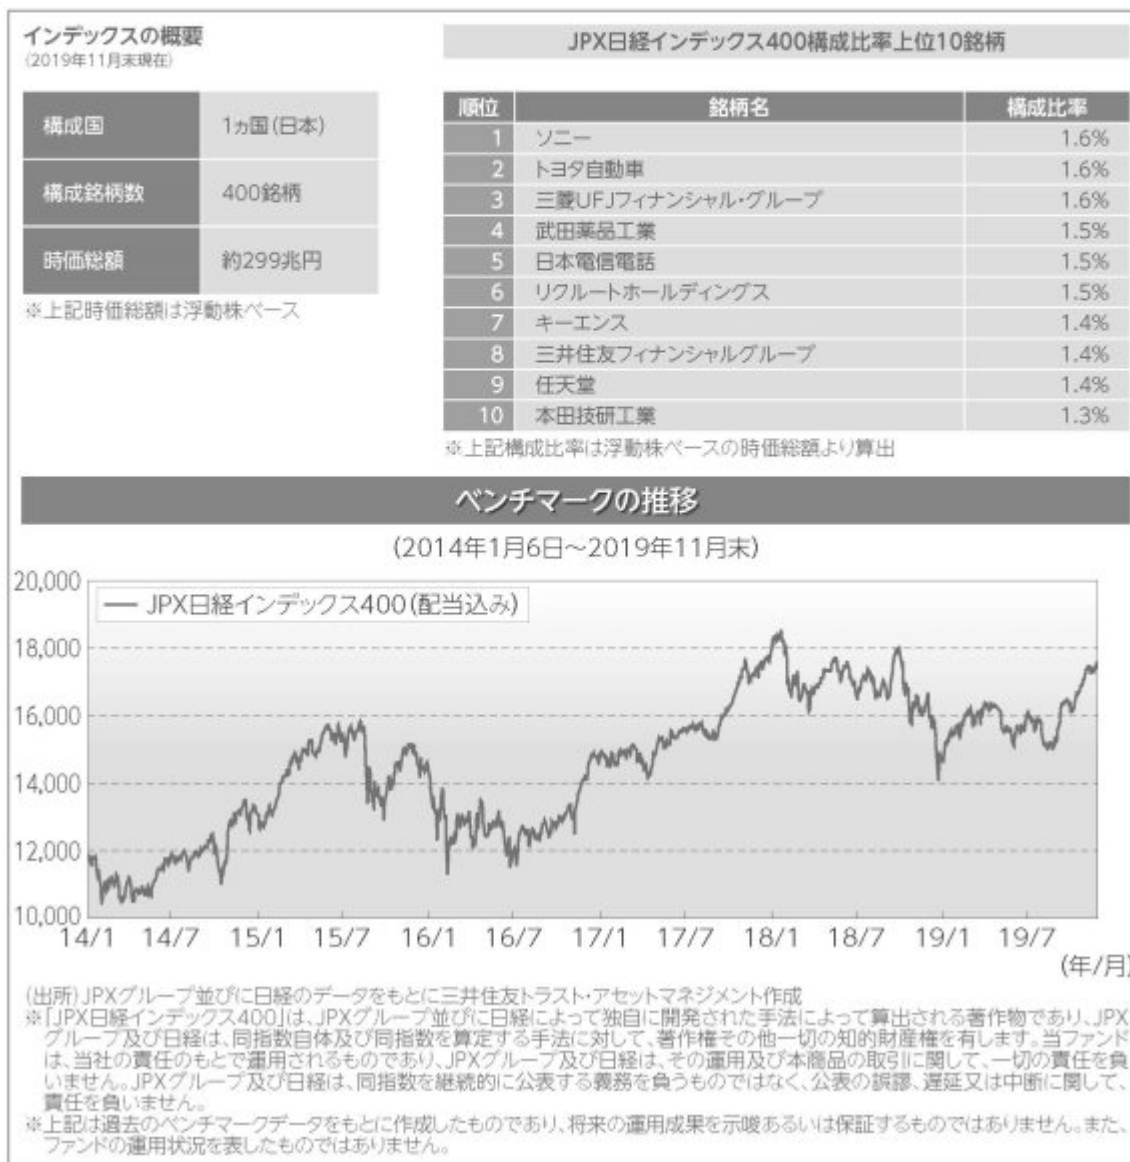 インデックスの概要
(2019年11月末現在)
構成国 1ヵ国(日本)
構成銘柄数 400銘柄
時価総額 約299兆円
※上記時価総額は浮動株ベース
JPX日経インデックス400構成比率上位10銘柄
順位 銘柄名 構成比率
1 ソニー 1.6%
2 トヨタ自動車 1.6%
3 三菱UFJフィナンシャル・グループ 1.6%
4 武田薬品工業 1.5%
5 日本電信電話 1.5%
6 リクルートホールディングス 1.5%
7 キーエンス 1.4%
8 三井住友フィナンシャルグループ 1.4%
9 任天堂 1.4%
10 本田技研工業 1.3%
※上記構成比率は浮動株ベースの時価総額より算出
ベンチマークの推移
(2014年1月6日～2019年11月末)
JPX日経インデックス400(配当込み)
20,000
18,000
16,000
14,000
12,000
10,000
14/1 14/7 15/1 15/7 16/1 16/7 17/1 17/7 18/1 18/7 19/1 19/7
(年/月)
(出所)JPXグループ並びに日経のデータをもとに三井住友トラスト・アセットマネジメント作成
※「JPX日経インデックス400」は、JPXグループ並びに日経によって独自に開発された手法によって算出される著作物であり、JPX
グループ及び日経は、同指数自体及び同指数を算定する手法に対して、著作権その他一切の知的財産権を有します。当ファンド
は、当社の責任のもとで運用されるものであり、JPXグループ及び日経は、その運用及び本商品の取引に関して、一切の責任を負
いません。JPXグループ及び日経は、同指数を継続的に公表する義務を負うものではなく、公表の誤謬、遅延又は中断に関して、
責任を負いません。
※上記は過去のベンチマークデータをもとに作成したものであり、将来の運用成果を示唆あるいは保証するものではありません。また、
ファンドの運用状況を表したものではありません。